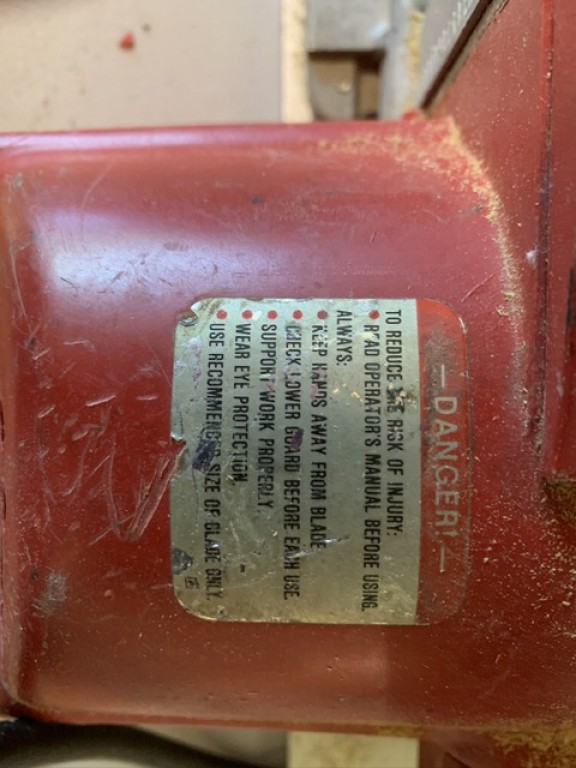 —DANGER!—
TO REDUCE THE RISK OF INJURY:
• READ OPERATOR'S MANUAL BEFORE USING.
ALWAYS:
• KEEP HANDS AWAY FROM BLADE
• CHECK LOWER GUARD BEFORE EACH USE.
• SUPPORT WORK PROPERLY.
• WEAR EYE PROTECTION.
• USE RECOMMENDED SIZE OF BLADE ONLY.